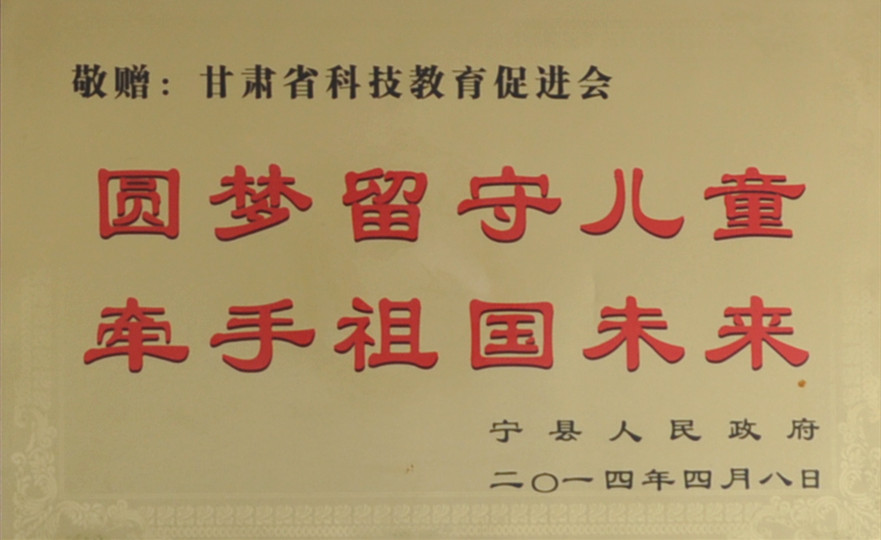 敬赠：甘肃省科技教育促进会
圆梦留守儿童
牵手祖国未来
宁县人民政府
二〇一四年四月八日